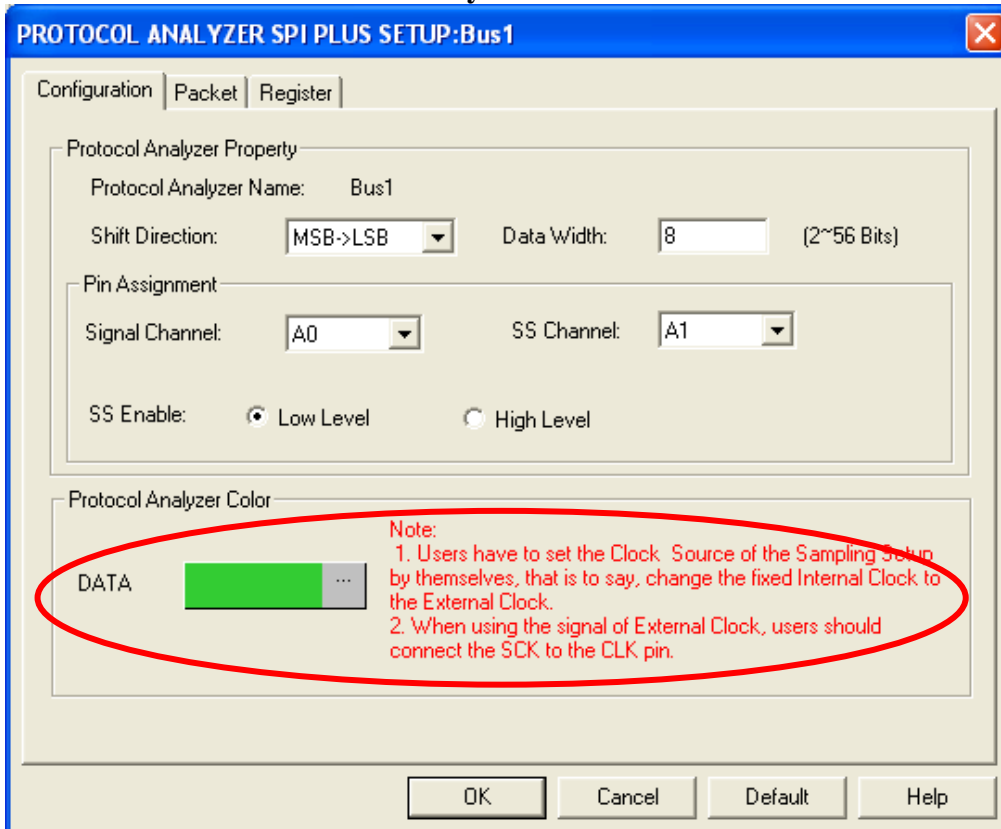 PROTOCOL ANALYZER SPI PLUS SETUP:Bus1
Configuration Packet Register
Protocol Analyzer Property
Protocol Analyzer Name: Bus1
Shift Direction: MSB->LSB Data Width: 8 (2~56 Bits)
Pin Assignment
Signal Channel: A0 SS Channel: A1
SS Enable: Low Level High Level
Protocol Analyzer Color
DATA ...
Note:
1. Users have to set the Clock Source of the Sampling Setup
by themselves, that is to say, change the fixed Internal Clock to
the External Clock.
2. When using the signal of External Clock, users should
connect the SCK to the CLK pin.
OK Cancel Default Help